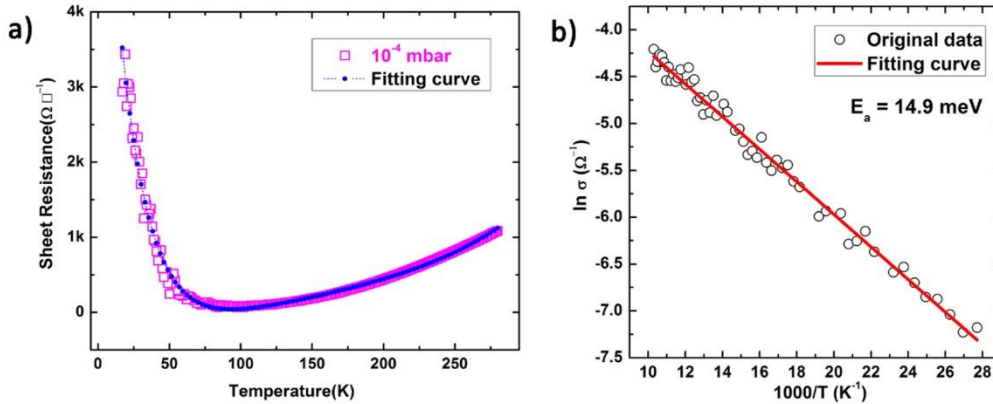 a)
10-4 mbar
Fitting curve
Sheet Resistance(Ω □-1)
3k
2k
1k
0
0 50 100 150 200 250
Temperature(K)
b)
Original data
Fitting curve
Ea = 14.9 meV
ln σ (Ω-1)
-4.0
-4.5
-5.0
-5.5
-6.0
-6.5
-7.0
-7.5
10 12 14 16 18 20 22 24 26 28
1000/T (K-1)